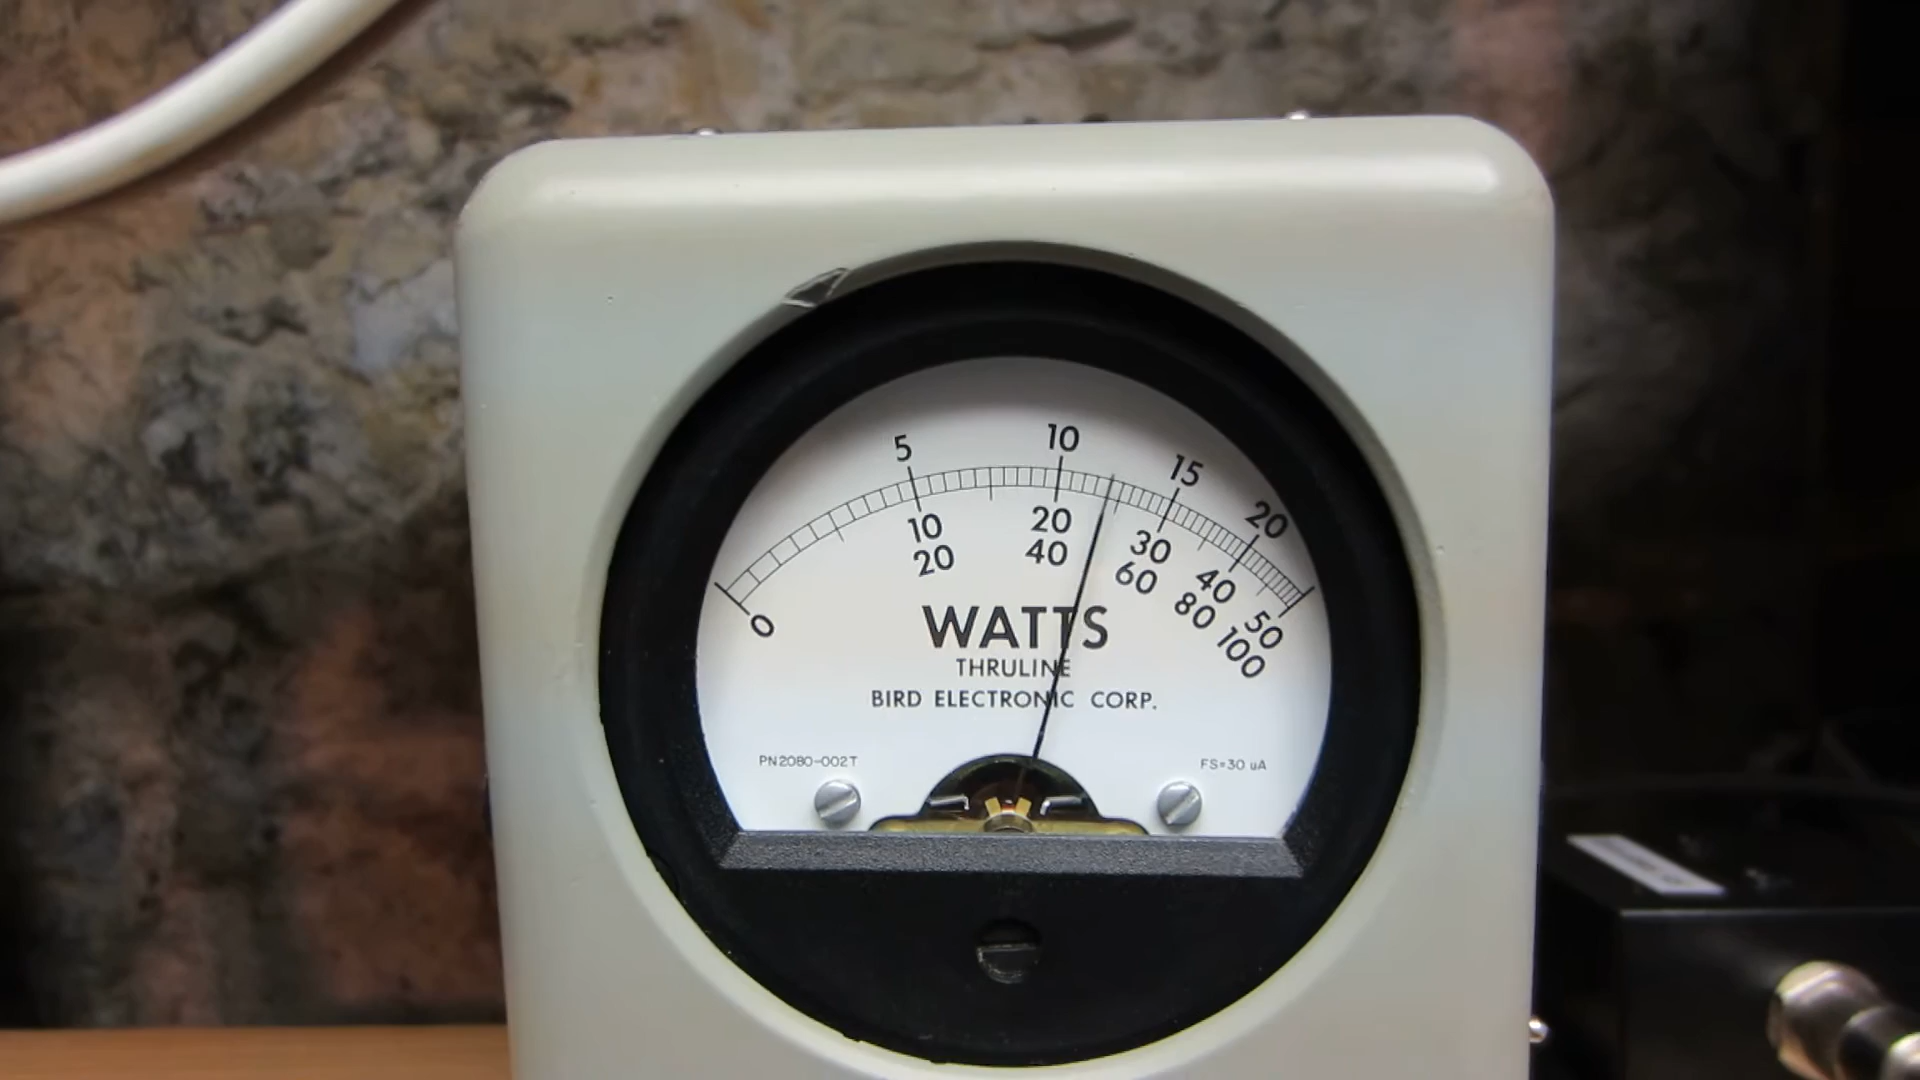 5 10 15 20
10 20 30 40 50
0 20 40 60 80 100
WATTS
THRULINE
BIRD ELECTRONIC CORP.
PN2080-002T FS=30 uA